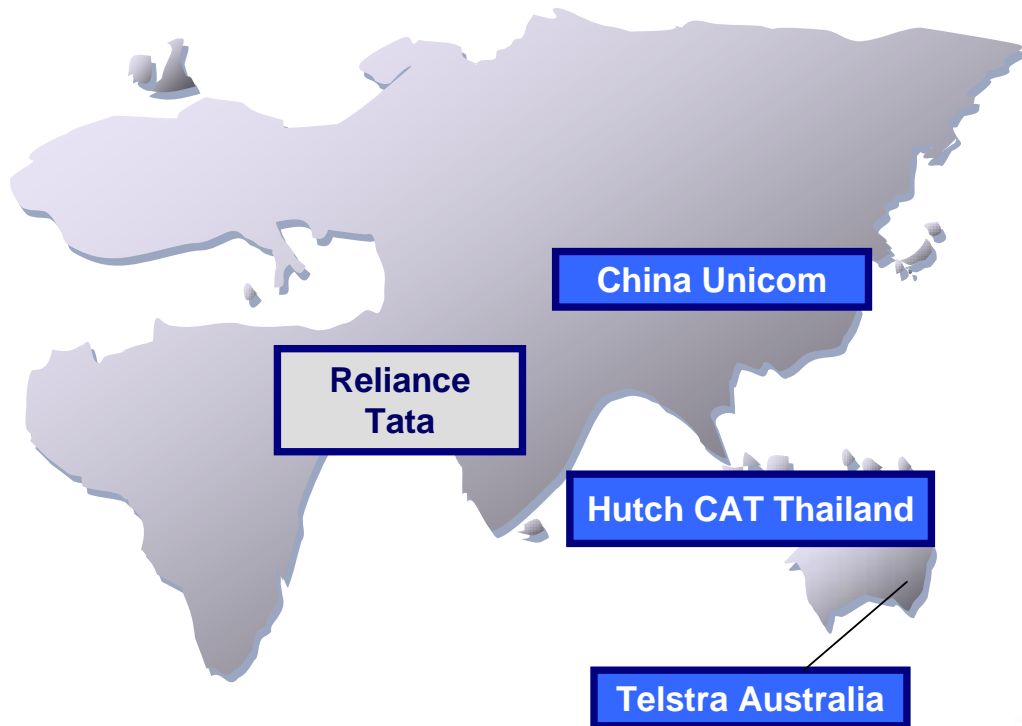 China Unicom
Reliance
Tata
Hutch CAT Thailand
Telstra Australia